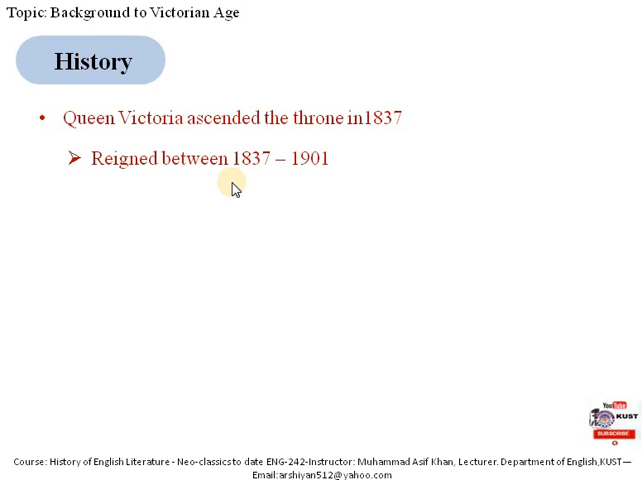 Topic: Background to Victorian Age
History
• Queen Victoria ascended the throne in1837
➢ Reigned between 1837 – 1901
YouTube
KUST
SUBSCRIBE
Course: History of English Literature - Neo-classics to date ENG-242-Instructor: Muhammad Asif Khan, Lecturer. Department of English,KUST—
Email:arshiyan512@yahoo.com